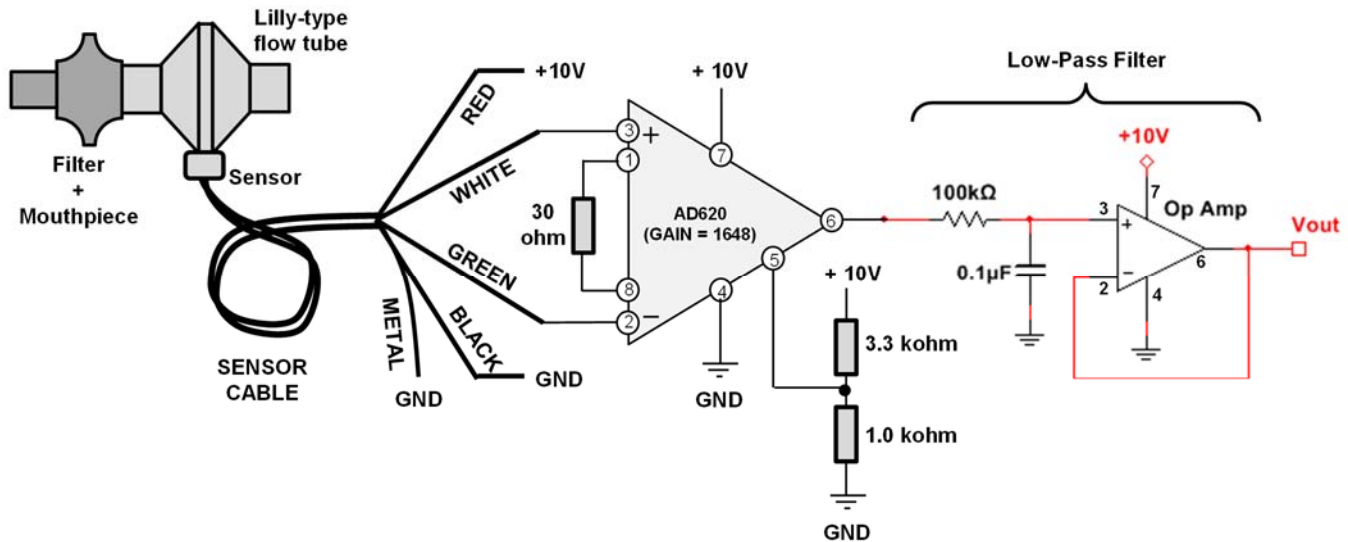 Lilly-type
flow tube
Filter
+
Mouthpiece
Sensor
SENSOR
CABLE
RED
WHITE
GREEN
BLACK
METAL
+10V
GND
GND
30
ohm
3
+
1
8
2
−
+ 10V
7
AD620
(GAIN = 1648)
6
5
4
GND
+ 10V
3.3 kohm
1.0 kohm
GND
Low-Pass Filter
100kΩ
0.1µF
+10V
7
Op Amp
3
+
2
−
6
4
Vout